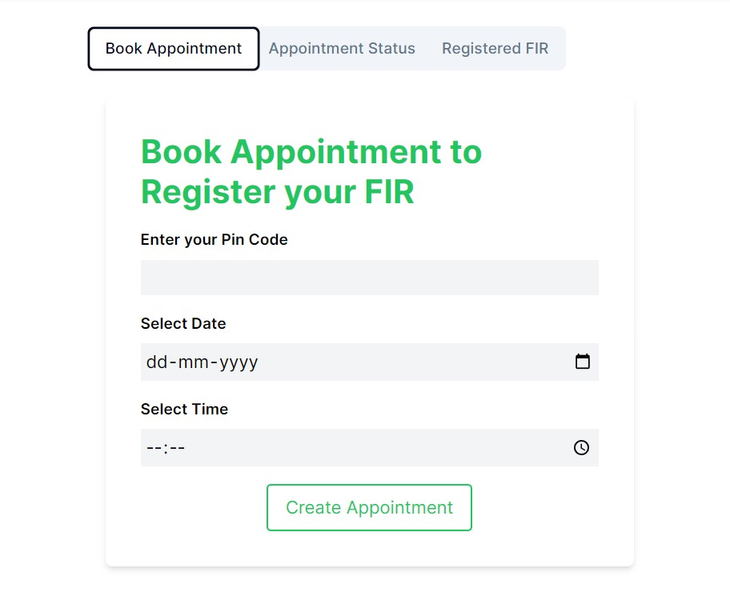 Book Appointment Appointment Status Registered FIR
Book Appointment to
Register your FIR
Enter your Pin Code
Select Date
dd-mm-yyyy
Select Time
--:--
Create Appointment